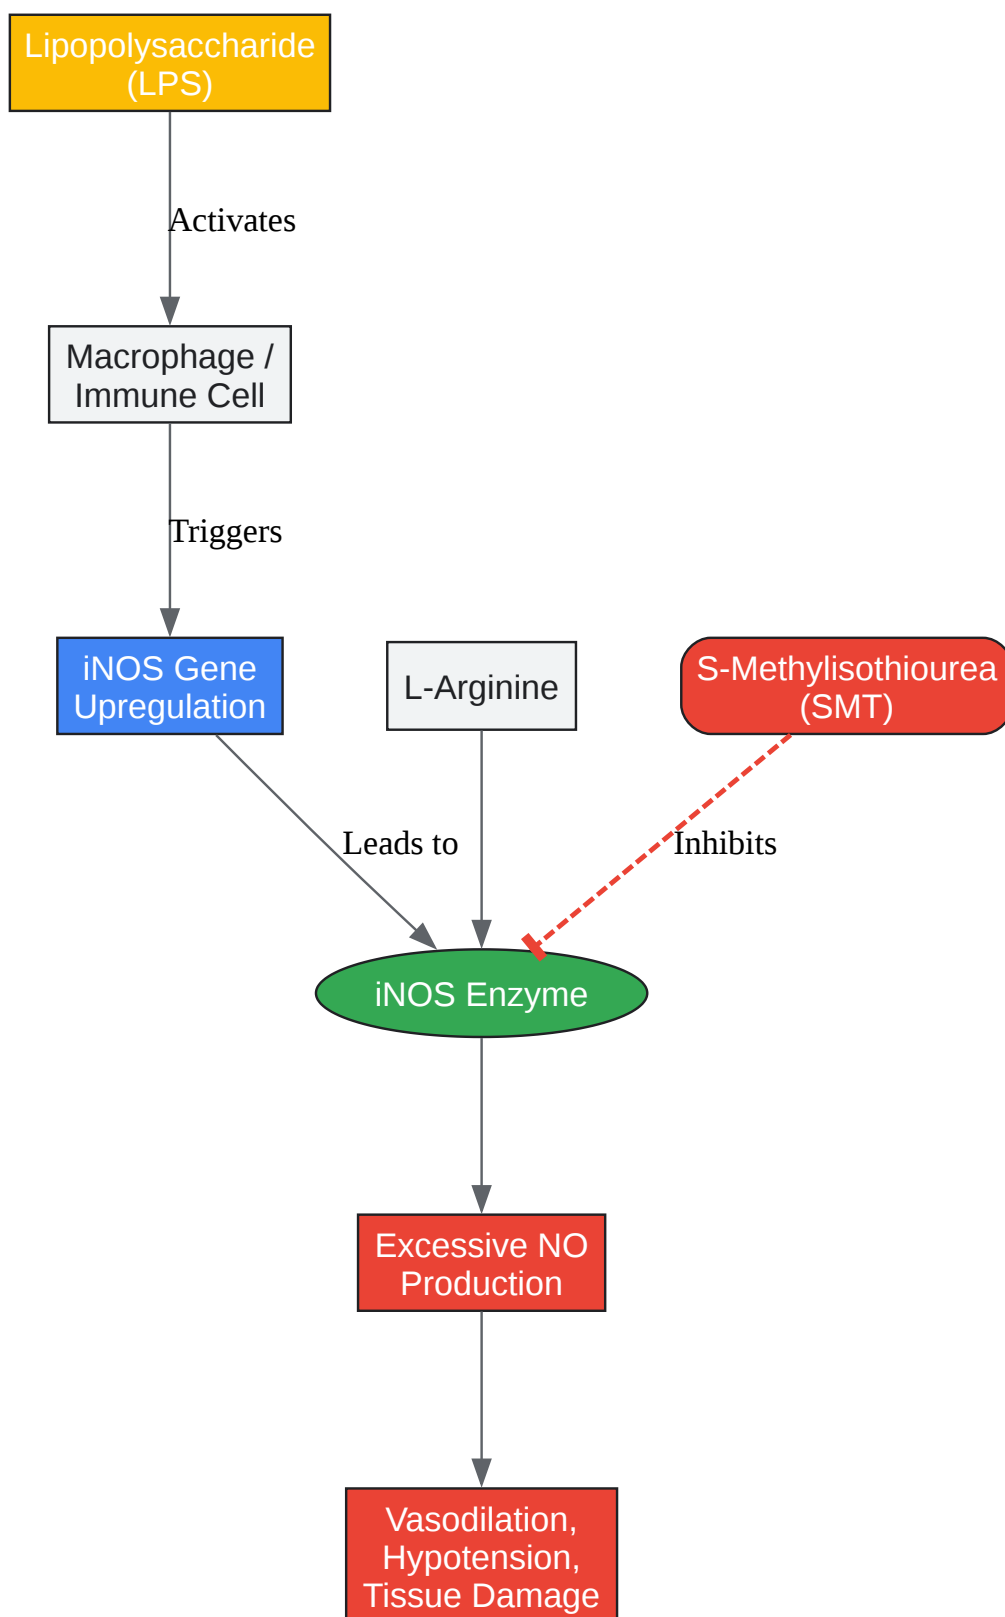 Lipopolysaccharide
(LPS)
Activates
Macrophage /
Immune Cell
Triggers
iNOS Gene
Upregulation
L-Arginine
S-Methylisothiourea
(SMT)
Leads to
Inhibits
iNOS Enzyme
Excessive NO
Production
Vasodilation,
Hypotension,
Tissue Damage